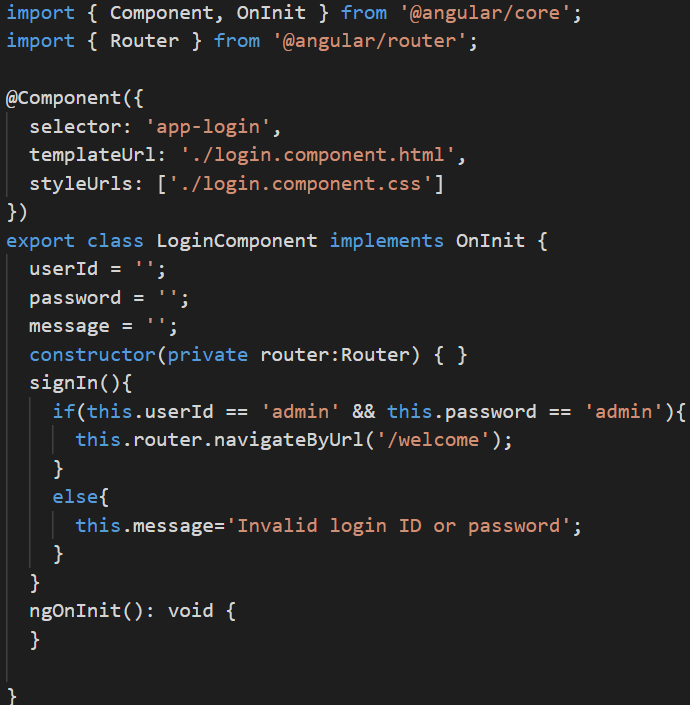 import { Component, OnInit } from '@angular/core';
import { Router } from '@angular/router';

@Component({
  selector: 'app-login',
  templateUrl: './login.component.html',
  styleUrls: ['./login.component.css']
})
export class LoginComponent implements OnInit {
  userId = '';
  password = '';
  message = '';
  constructor(private router:Router) { }
  signIn(){
    if(this.userId == 'admin' && this.password == 'admin'){
      this.router.navigateByUrl('/welcome');
    }
    else{
      this.message='Invalid login ID or password';
    }
  }
  ngOnInit(): void {
  }

}